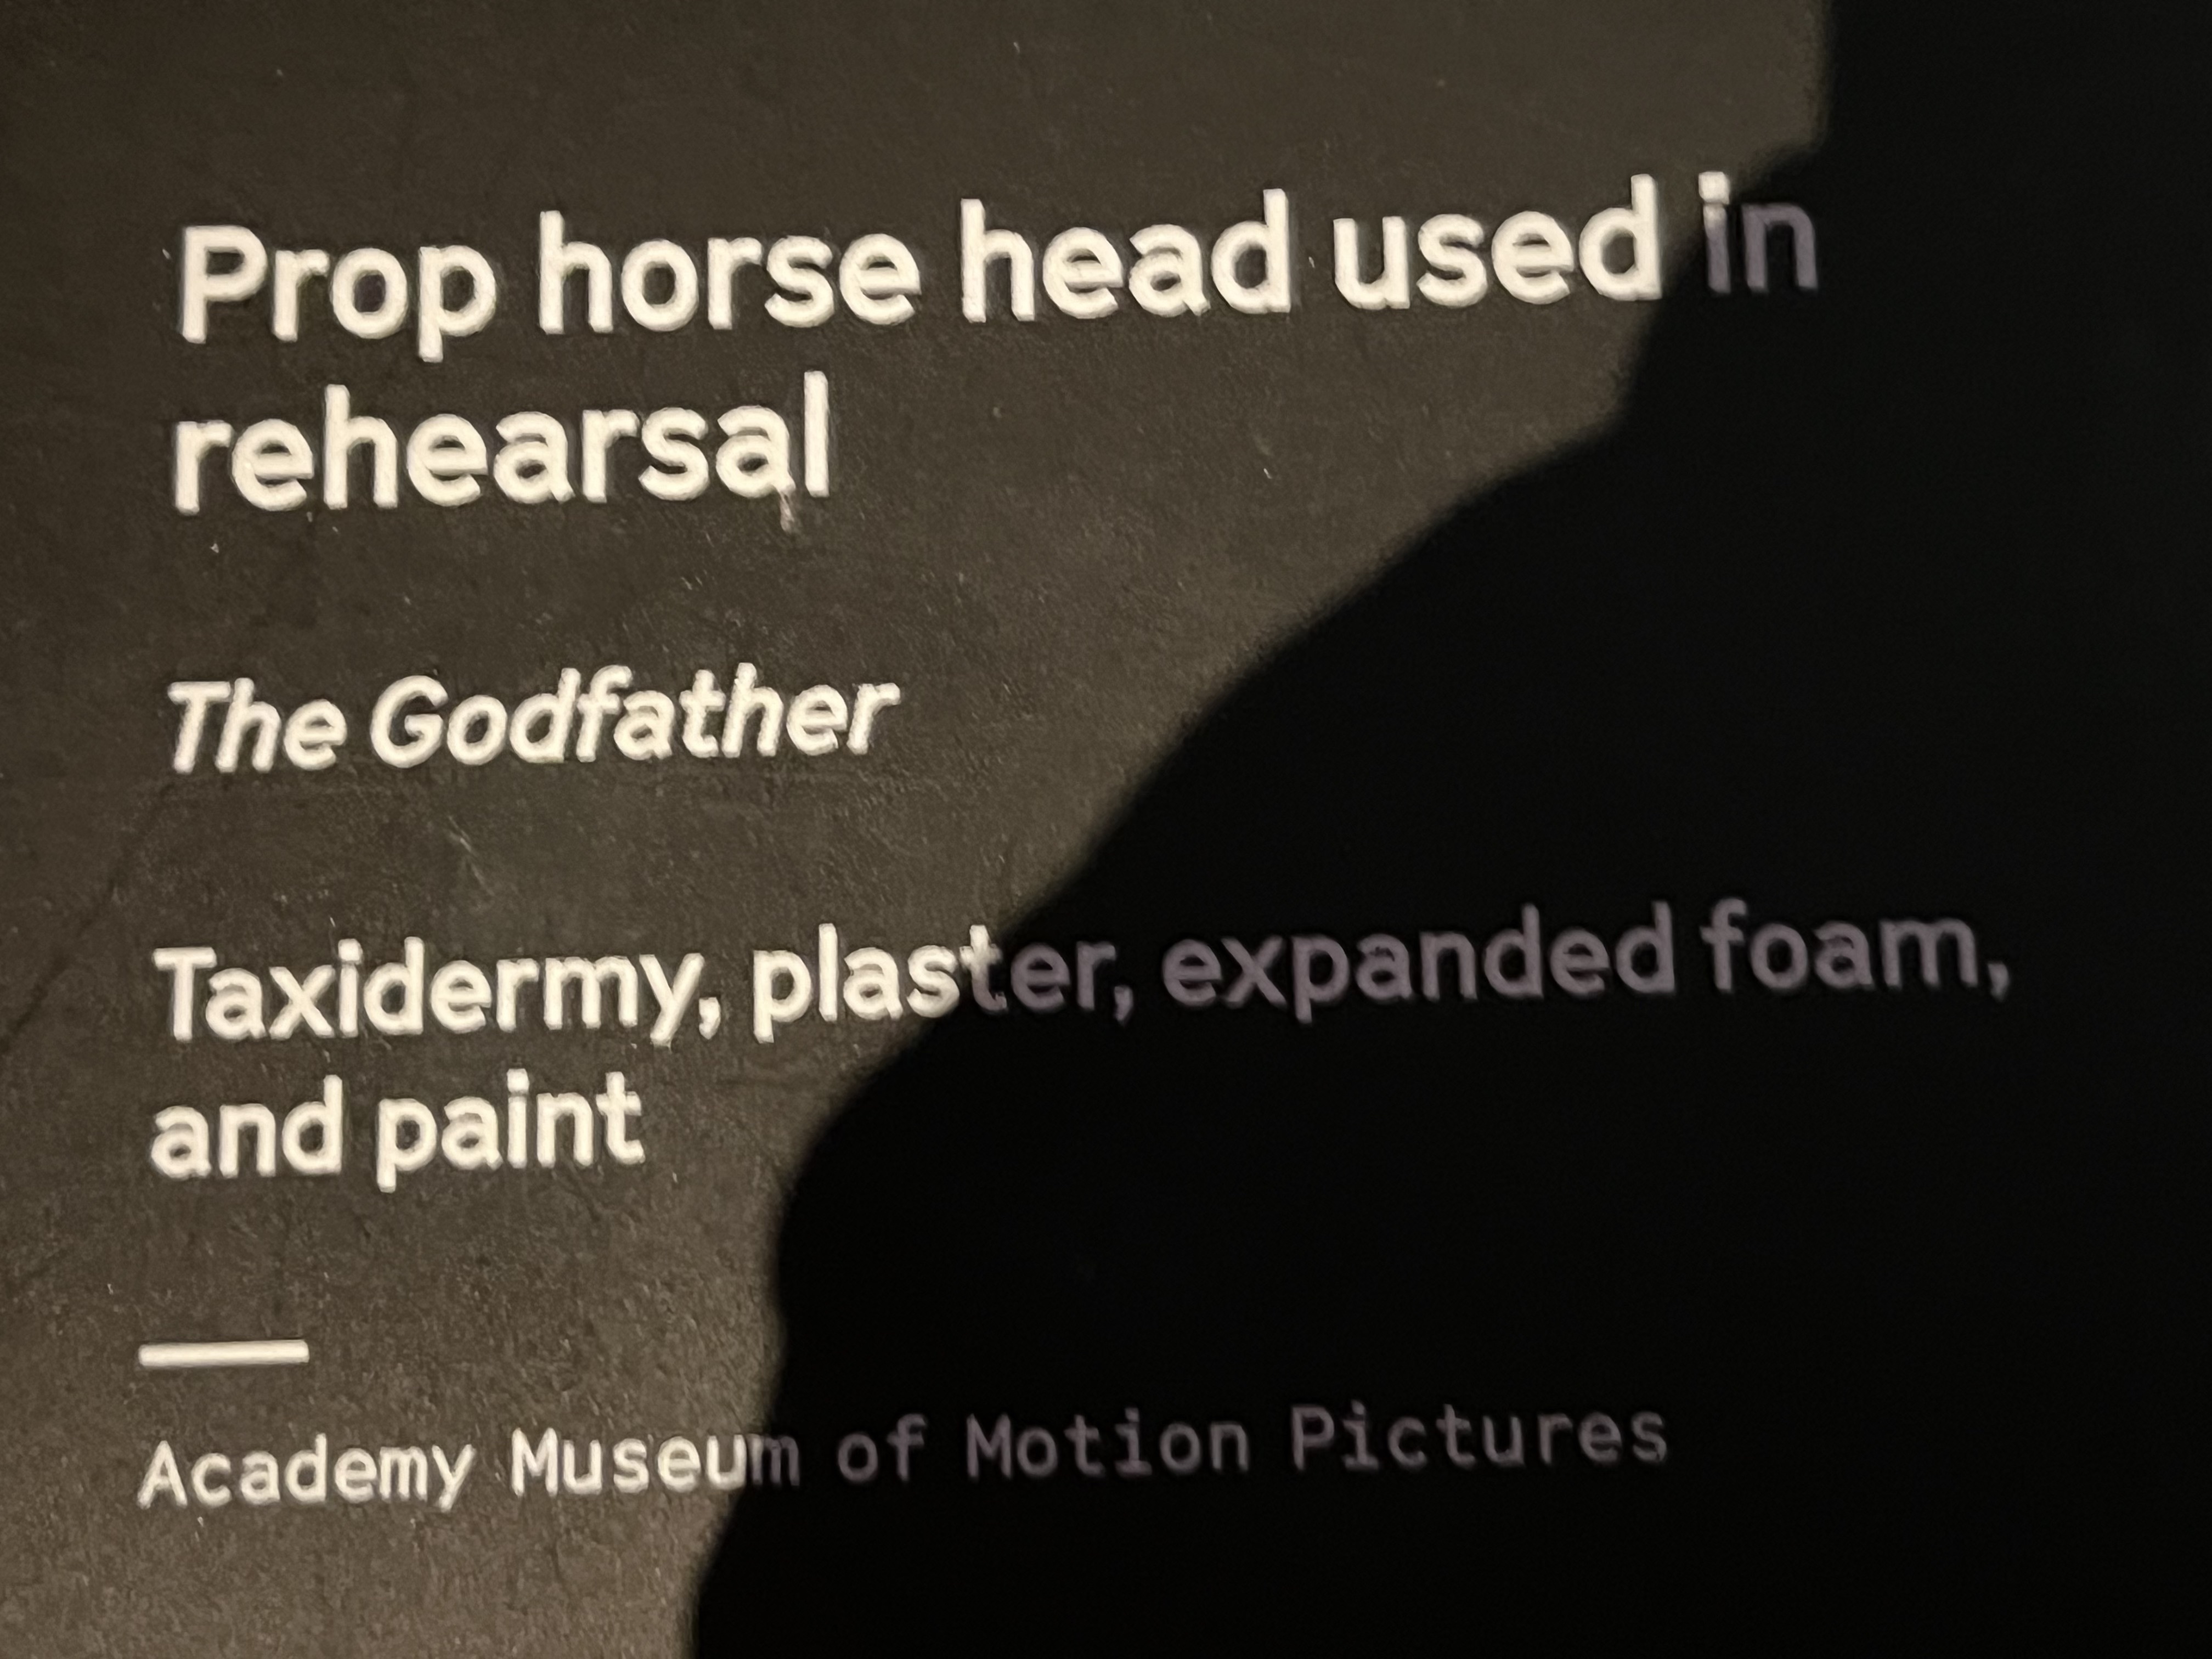 Prop horse head used in
rehearsal
The Godfather
Taxidermy, plaster, expanded foam,
and paint
Academy Museum of Motion Pictures